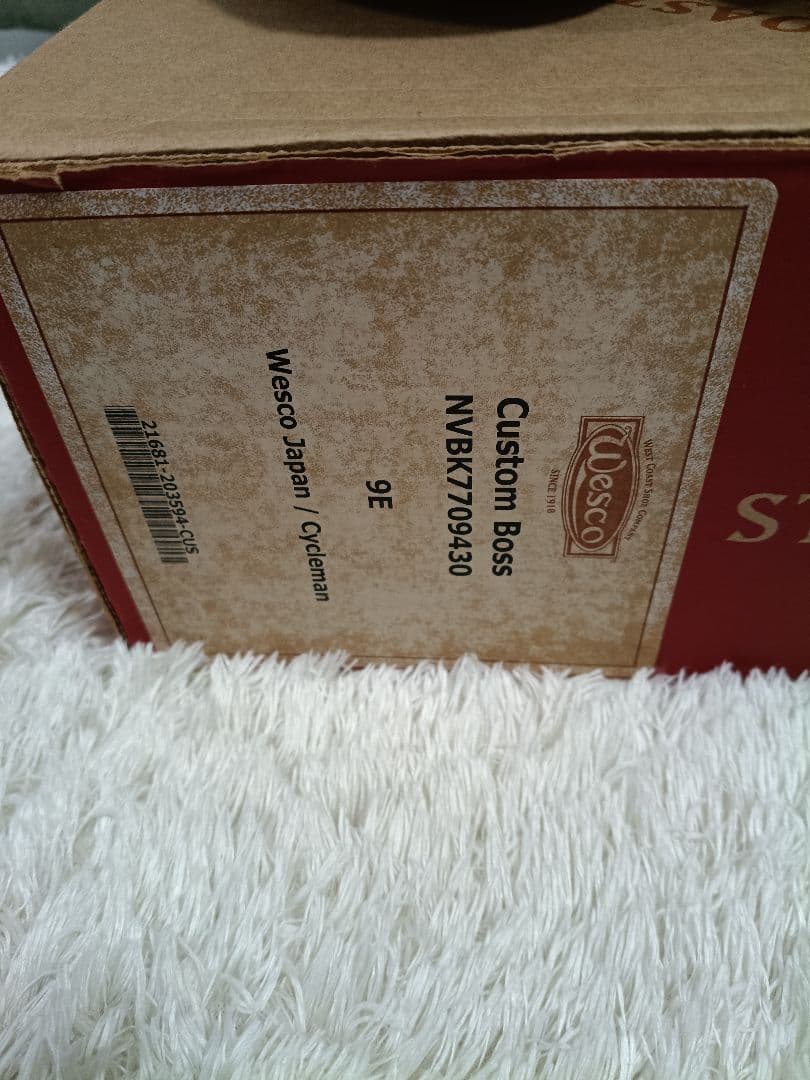 WEST COAST SHOE COMPANY
Wesco
SINCE 1918
Custom Boss
NVBK7709430
9E
Wesco Japan / Cycleman
21681-203594-CUS